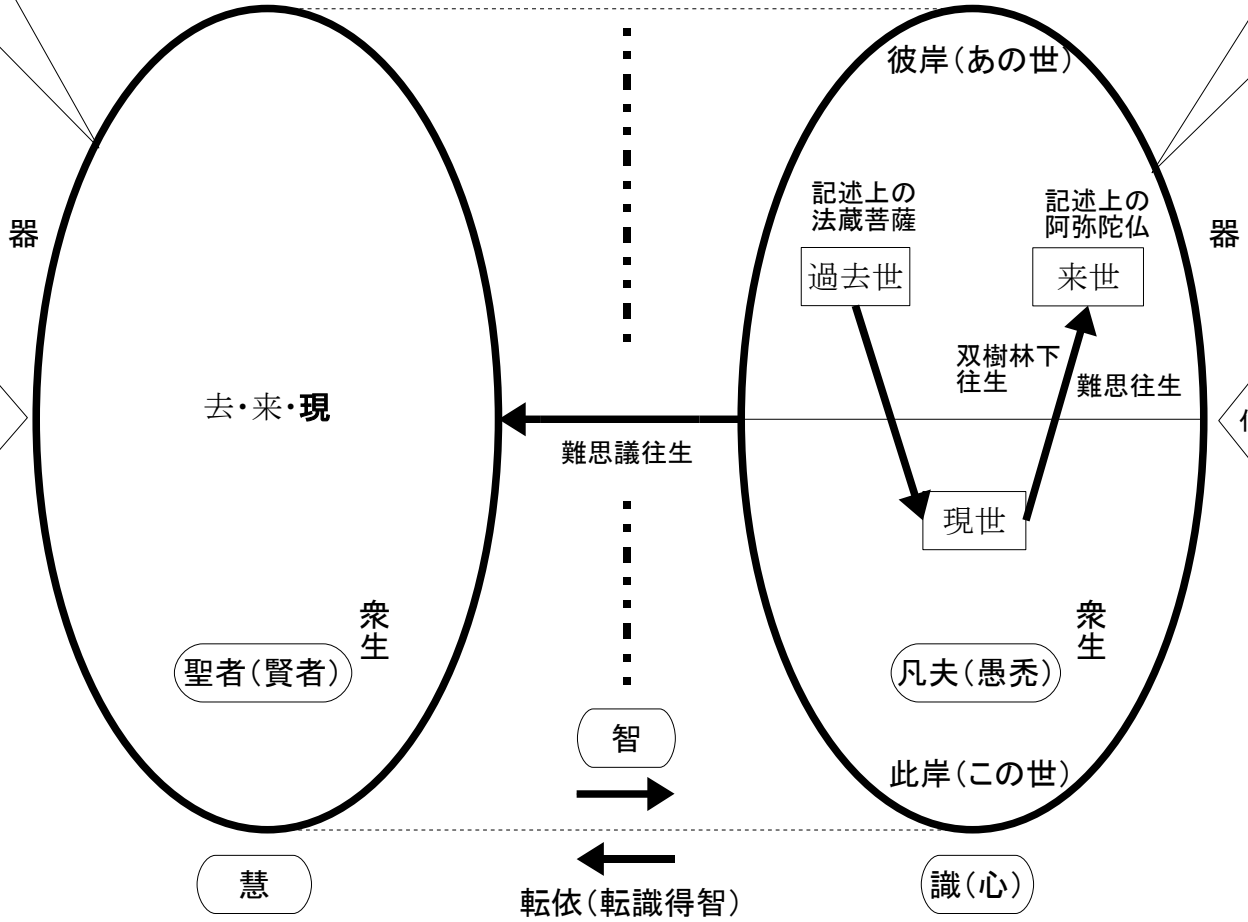 彼岸(あの世)
記述上の
法蔵菩薩
記述上の
阿弥陀仏
器
器
過去世
来世
双樹林下
往生
難思往生
去・来・現
難思議往生
現世
衆生
衆生
聖者(賢者)
凡夫(愚禿)
智
此岸(この世)
慧
転依(転識得智)
識(心)